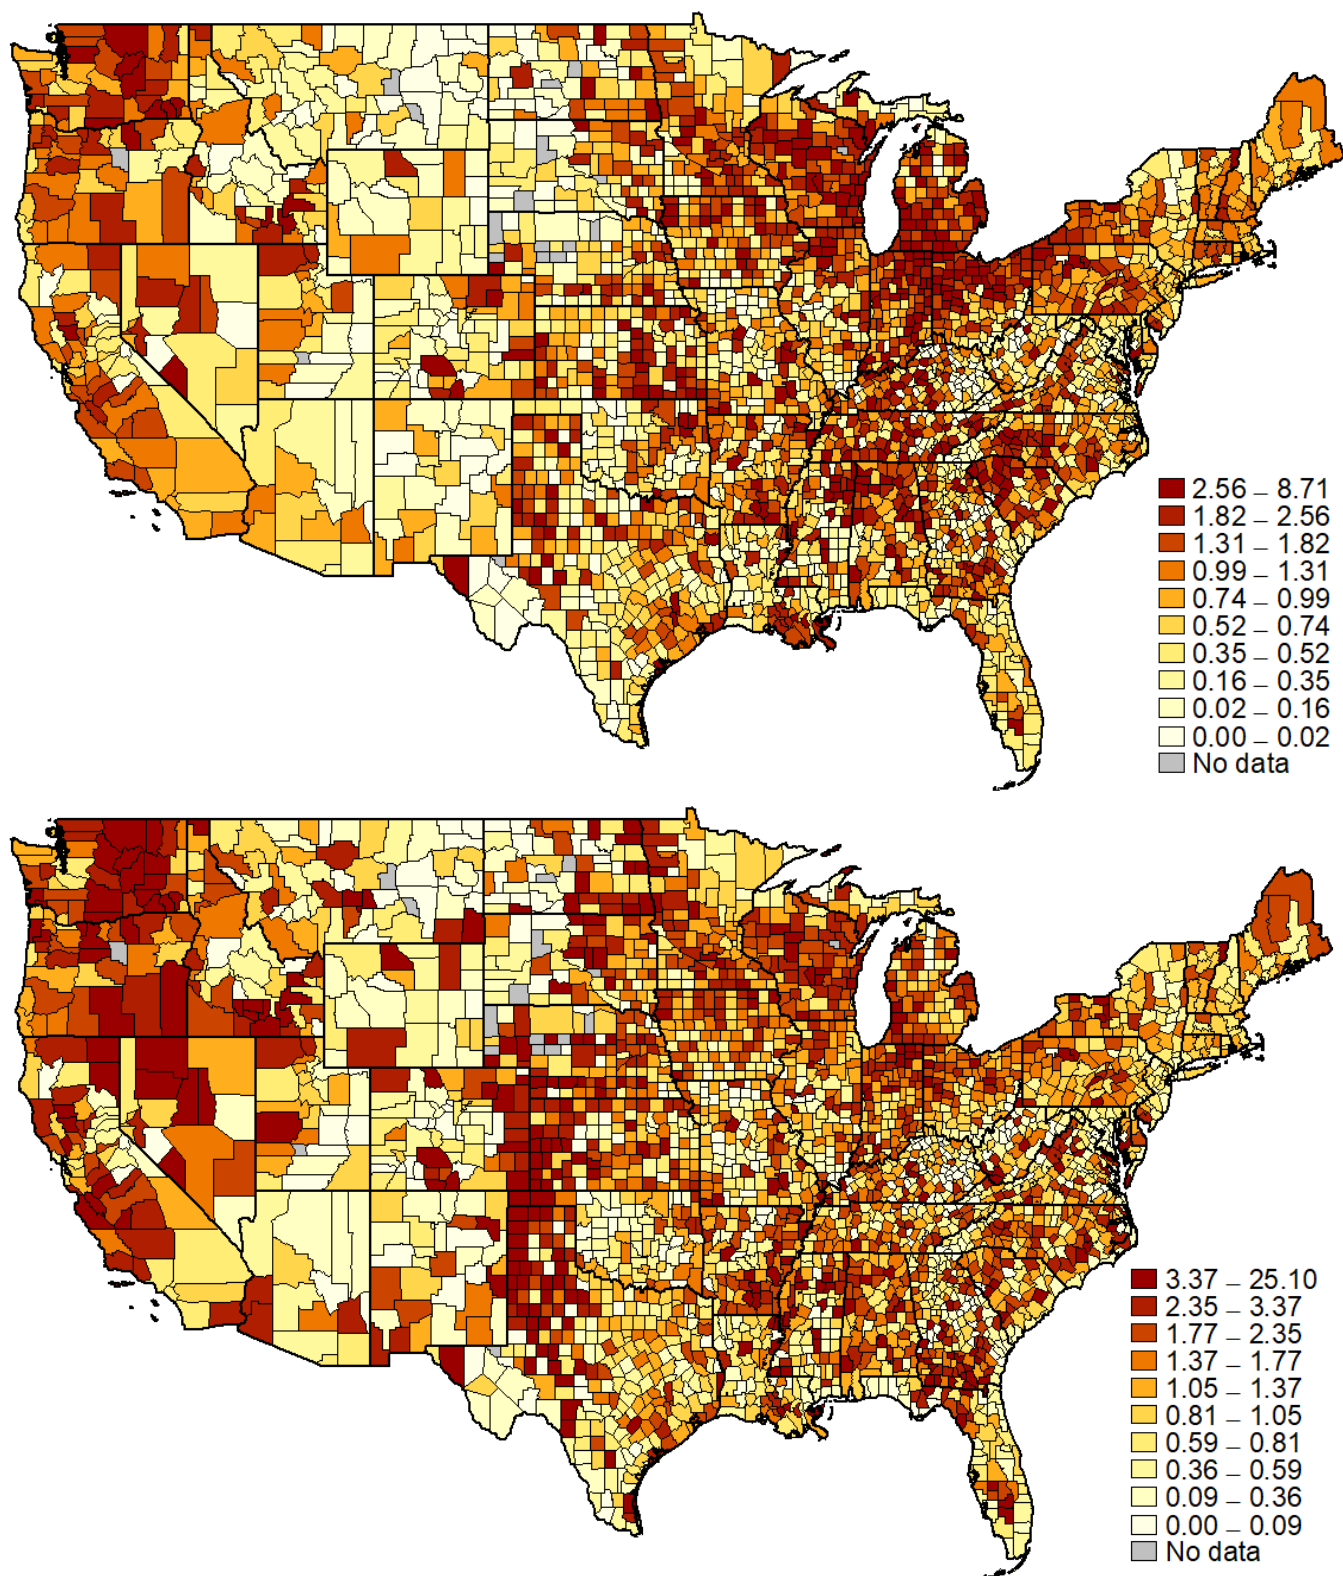 2.56 – 8.71
1.82 – 2.56
1.31 – 1.82
0.99 – 1.31
0.74 – 0.99
0.52 – 0.74
0.35 – 0.52
0.16 – 0.35
0.02 – 0.16
0.00 – 0.02
No data
3.37 – 25.10
2.35 – 3.37
1.77 – 2.35
1.37 – 1.77
1.05 – 1.37
0.81 – 1.05
0.59 – 0.81
0.36 – 0.59
0.09 – 0.36
0.00 – 0.09
No data